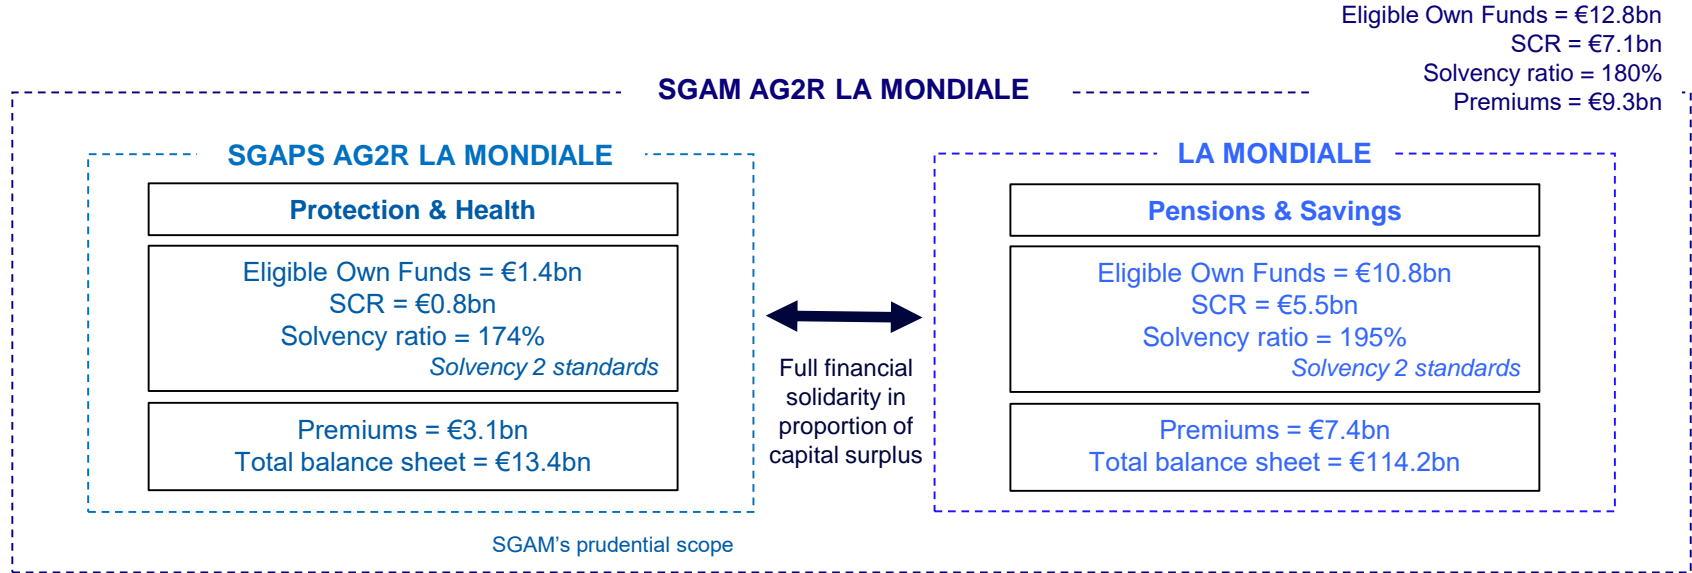 Eligible Own Funds = €12.8bn
SCR = €7.1bn
Solvency ratio = 180%
Premiums = €9.3bn
SGAM AG2R LA MONDIALE
SGAPS AG2R LA MONDIALE
Protection & Health
Eligible Own Funds = €1.4bn
SCR = €0.8bn
Solvency ratio = 174%
Solvency 2 standards
Premiums = €3.1bn
Total balance sheet = €13.4bn
Full financial
solidarity in
proportion of
capital surplus
LA MONDIALE
Pensions & Savings
Eligible Own Funds = €10.8bn
SCR = €5.5bn
Solvency ratio = 195%
Solvency 2 standards
Premiums = €7.4bn
Total balance sheet = €114.2bn
SGAM’s prudential scope